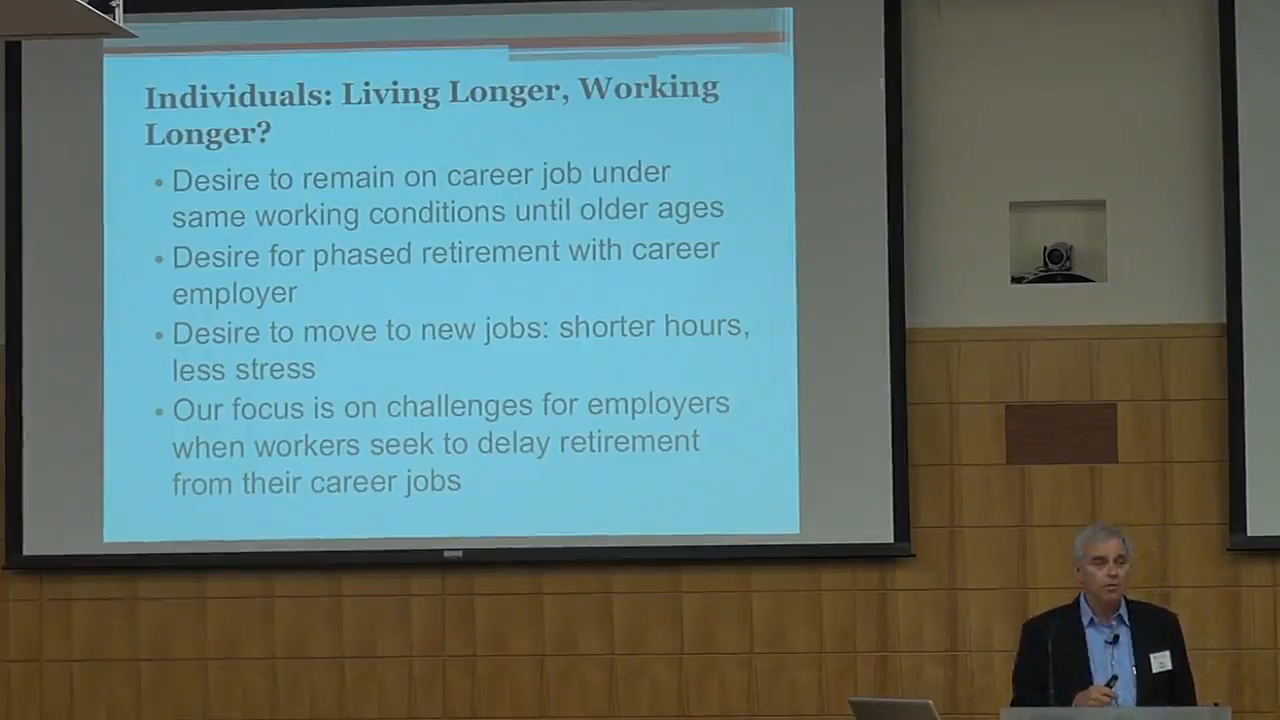 Individuals: Living Longer, Working
Longer?
• Desire to remain on career job under
same working conditions until older ages
• Desire for phased retirement with career
employer
• Desire to move to new jobs: shorter hours,
less stress
• Our focus is on challenges for employers
when workers seek to delay retirement
from their career jobs